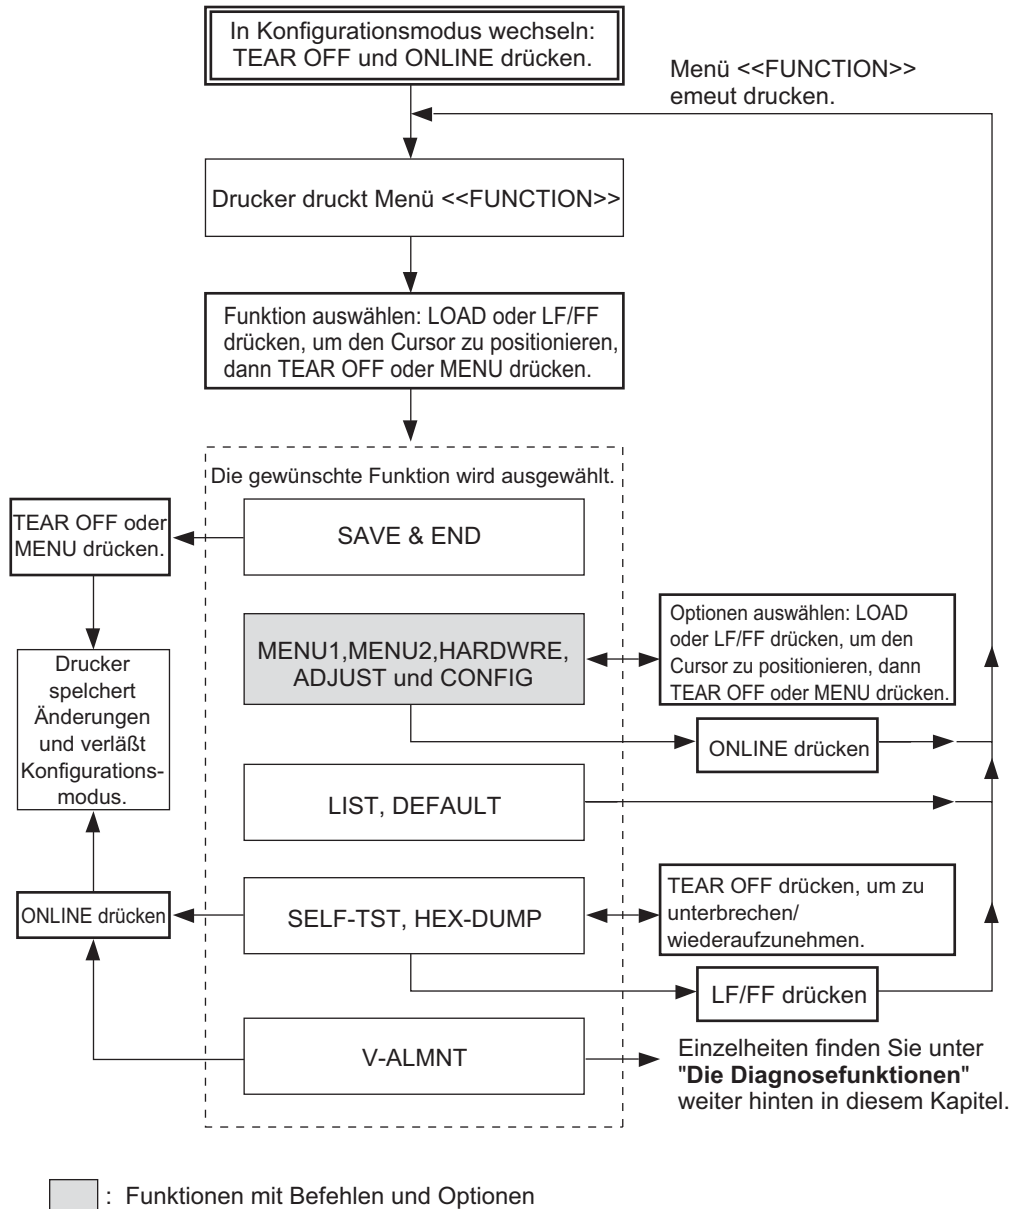 In Konfigurationsmodus wechseln:
TEAR OFF und ONLINE drücken.
Menü <<FUNCTION>>
emeut drucken.
Drucker druckt Menü <<FUNCTION>>
Funktion auswählen: LOAD oder LF/FF
drücken, um den Cursor zu positionieren,
dann TEAR OFF oder MENU drücken.
Die gewünschte Funktion wird ausgewählt.
TEAR OFF oder
MENU drücken.
SAVE & END
MENU1,MENU2,HARDWRE,
ADJUST und CONFIG
Optionen auswählen: LOAD
oder LF/FF drücken, um den
Cursor zu positionieren, dann
TEAR OFF oder MENU drücken.
Drucker
spelchert
Änderungen
und verläßt
Konfigurations-
modus.
ONLINE drücken
LIST, DEFAULT
ONLINE drücken
SELF-TST, HEX-DUMP
TEAR OFF drücken, um zu
unterbrechen/
wiederaufzunehmen.
LF/FF drücken
V-ALMNT
Einzelheiten finden Sie unter
"Die Diagnosefunktionen"
weiter hinten in diesem Kapitel.
: Funktionen mit Befehlen und Optionen